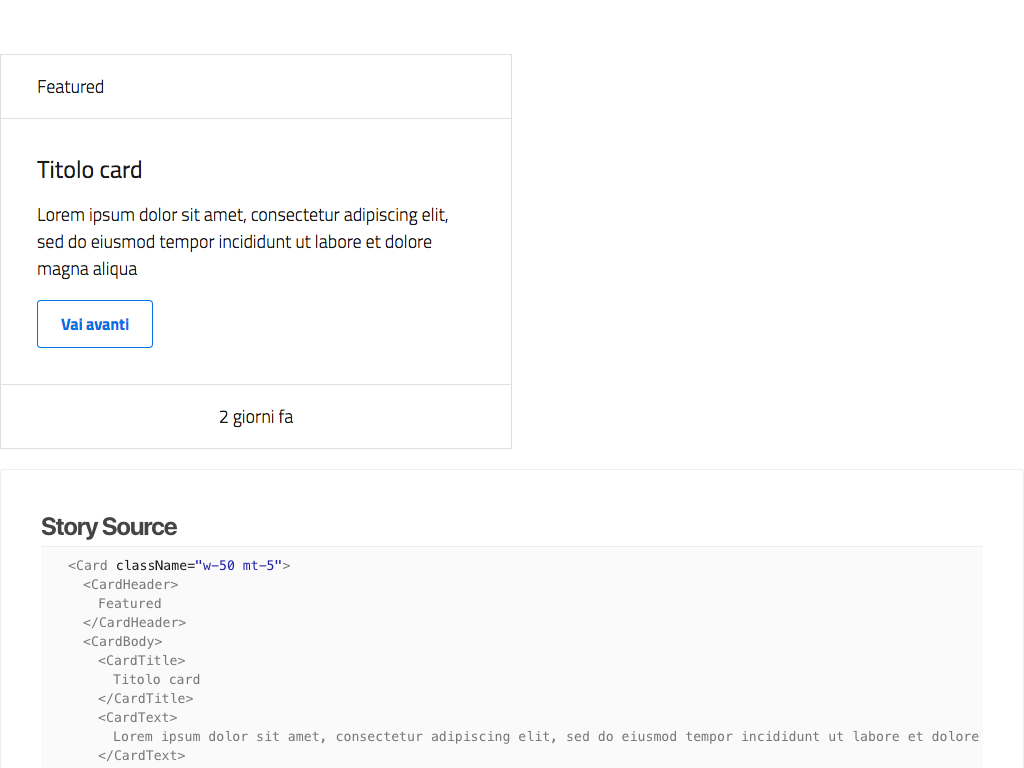 Featured
Titolo card
Lorem ipsum dolor sit amet, consectetur adipiscing elit,
sed do eiusmod tempor incididunt ut labore et dolore
magna aliqua
Vai avanti
2 giorni fa
Story Source
<Card className="w-50 mt-5">
<CardHeader>
Featured
</CardHeader>
<CardBody>
<CardTitle>
Titolo card
</CardTitle>
<CardText>
Lorem ipsum dolor sit amet, consectetur adipiscing elit, sed do eiusmod tempor incididunt ut labore et dolore
</CardText>